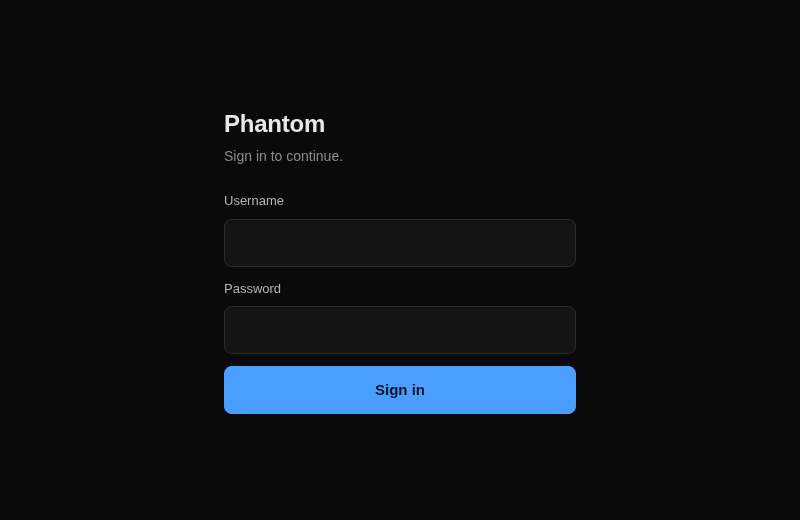 Phantom
Sign in to continue.
Username
Password
Sign in